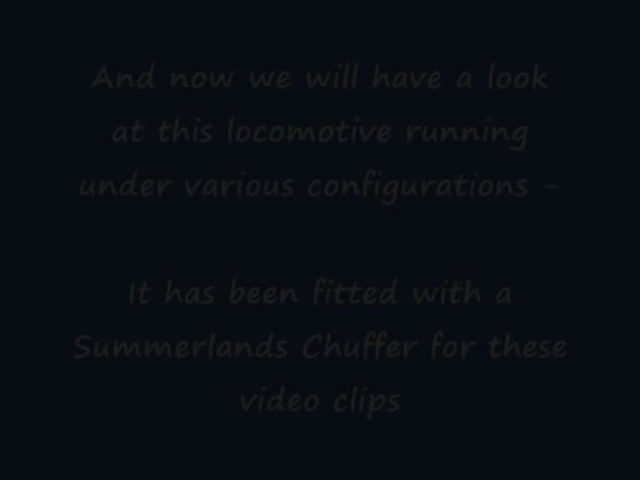 And now we will have a look
at this locomotive running
under various configurations -
It has been fitted with a
Summerlands Chuffer for these
video clips